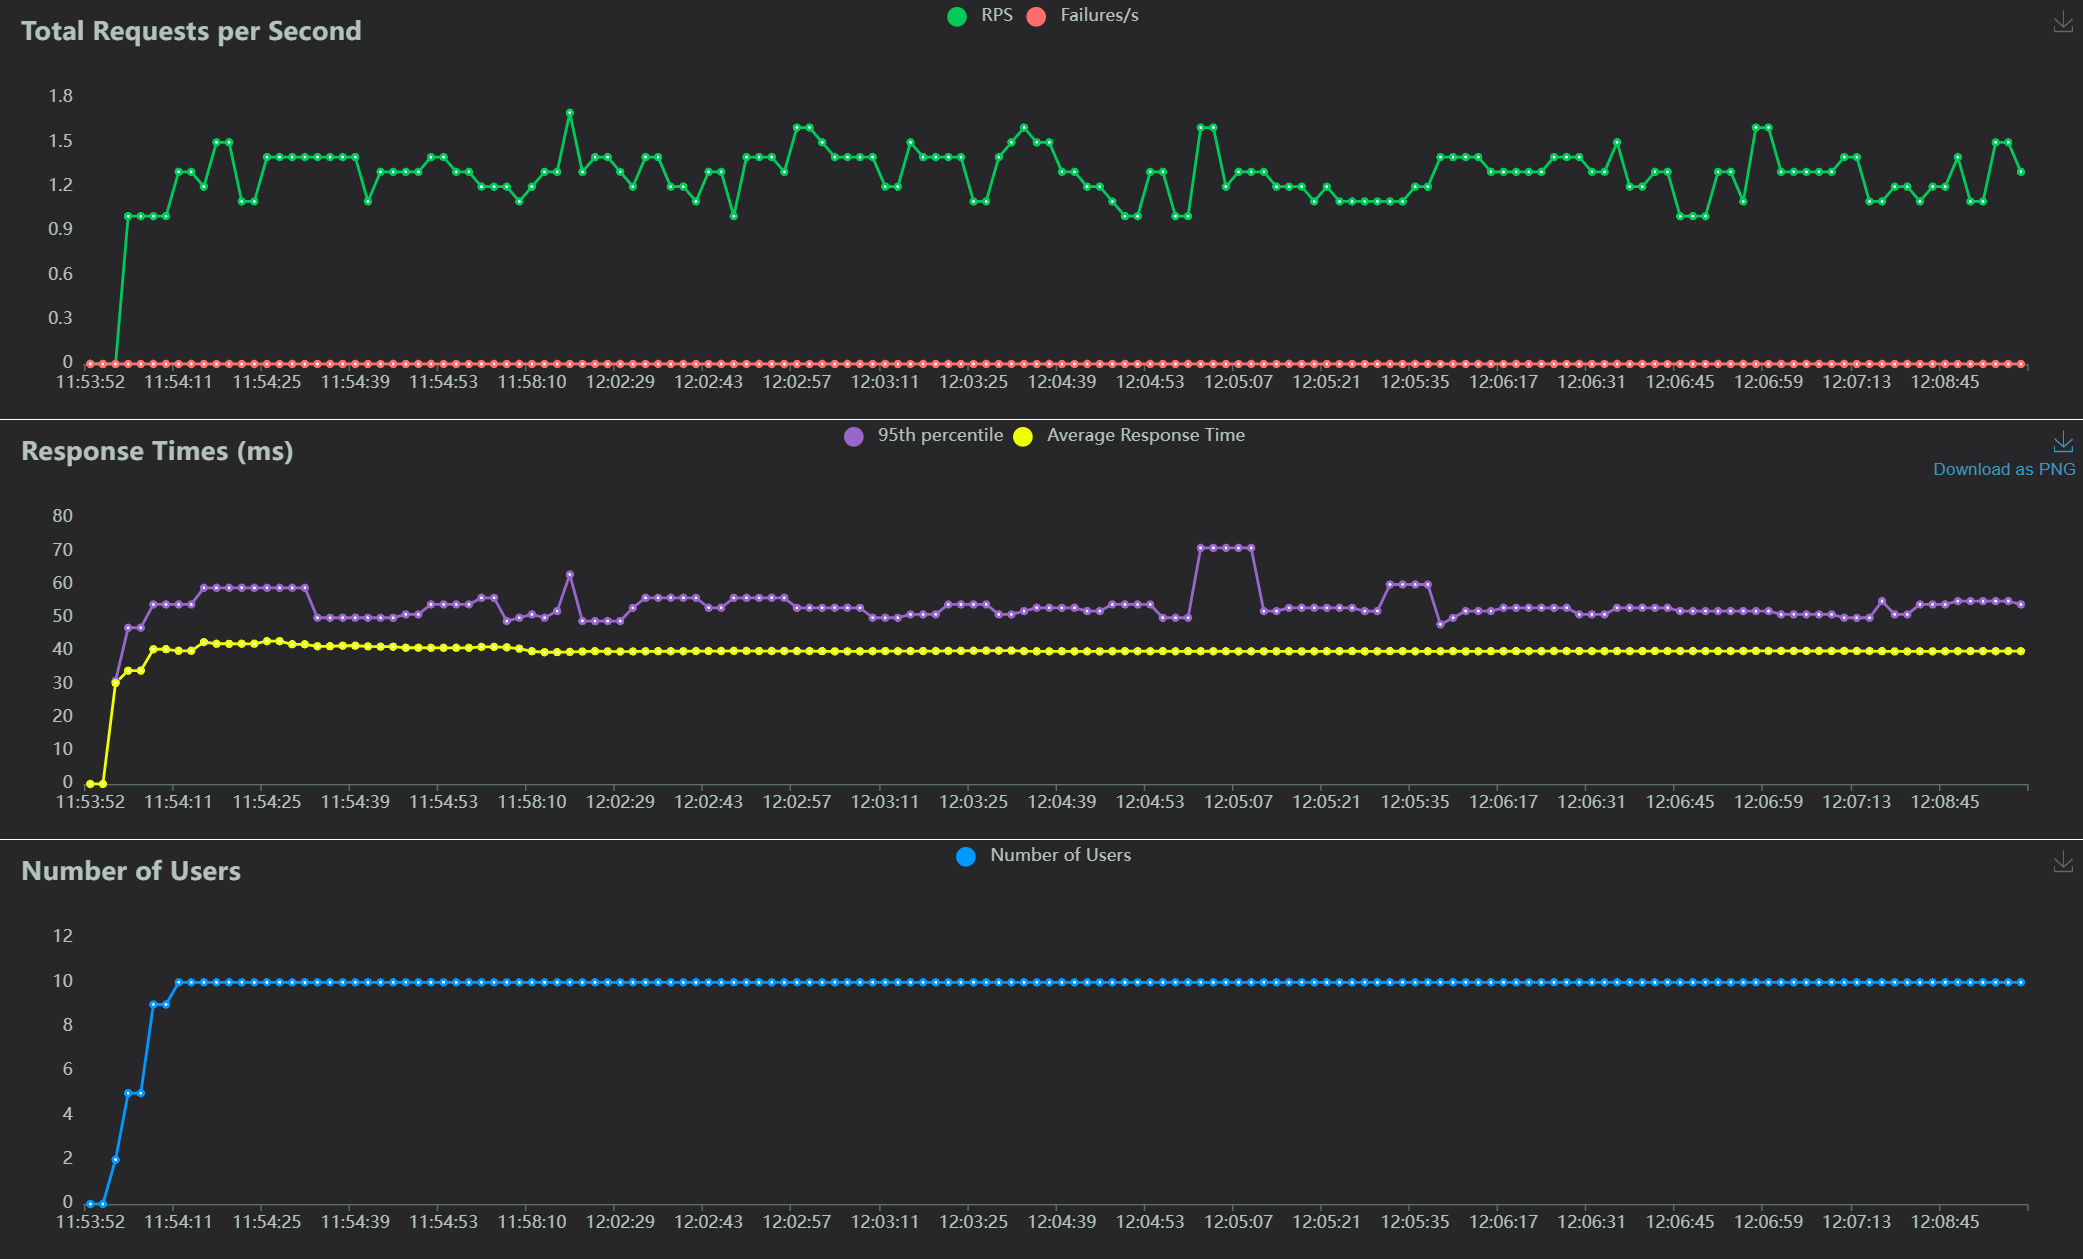 Total Requests per Second
RPS Failures/s
1.8
1.5
1.2
0.9
0.6
0.3
0
11:53:52 11:54:11 11:54:25 11:54:39 11:54:53 11:58:10 12:02:29 12:02:43 12:02:57 12:03:11 12:03:25 12:04:39 12:04:53 12:05:07 12:05:21 12:05:35 12:06:17 12:06:31 12:06:45 12:06:59 12:07:13 12:08:45
Response Times (ms)
95th percentile Average Response Time
Download as PNG
80
70
60
50
40
30
20
10
0
11:53:52 11:54:11 11:54:25 11:54:39 11:54:53 11:58:10 12:02:29 12:02:43 12:02:57 12:03:11 12:03:25 12:04:39 12:04:53 12:05:07 12:05:21 12:05:35 12:06:17 12:06:31 12:06:45 12:06:59 12:07:13 12:08:45
Number of Users
Number of Users
12
10
8
6
4
2
0
11:53:52 11:54:11 11:54:25 11:54:39 11:54:53 11:58:10 12:02:29 12:02:43 12:02:57 12:03:11 12:03:25 12:04:39 12:04:53 12:05:07 12:05:21 12:05:35 12:06:17 12:06:31 12:06:45 12:06:59 12:07:13 12:08:45